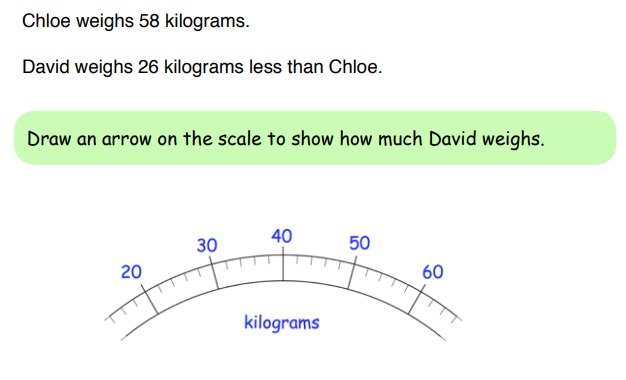 Chloe weighs 58 kilograms.
David weighs 26 kilograms less than Chloe.
Draw an arrow on the scale to show how much David weighs.
20 30 40 50 60
kilograms